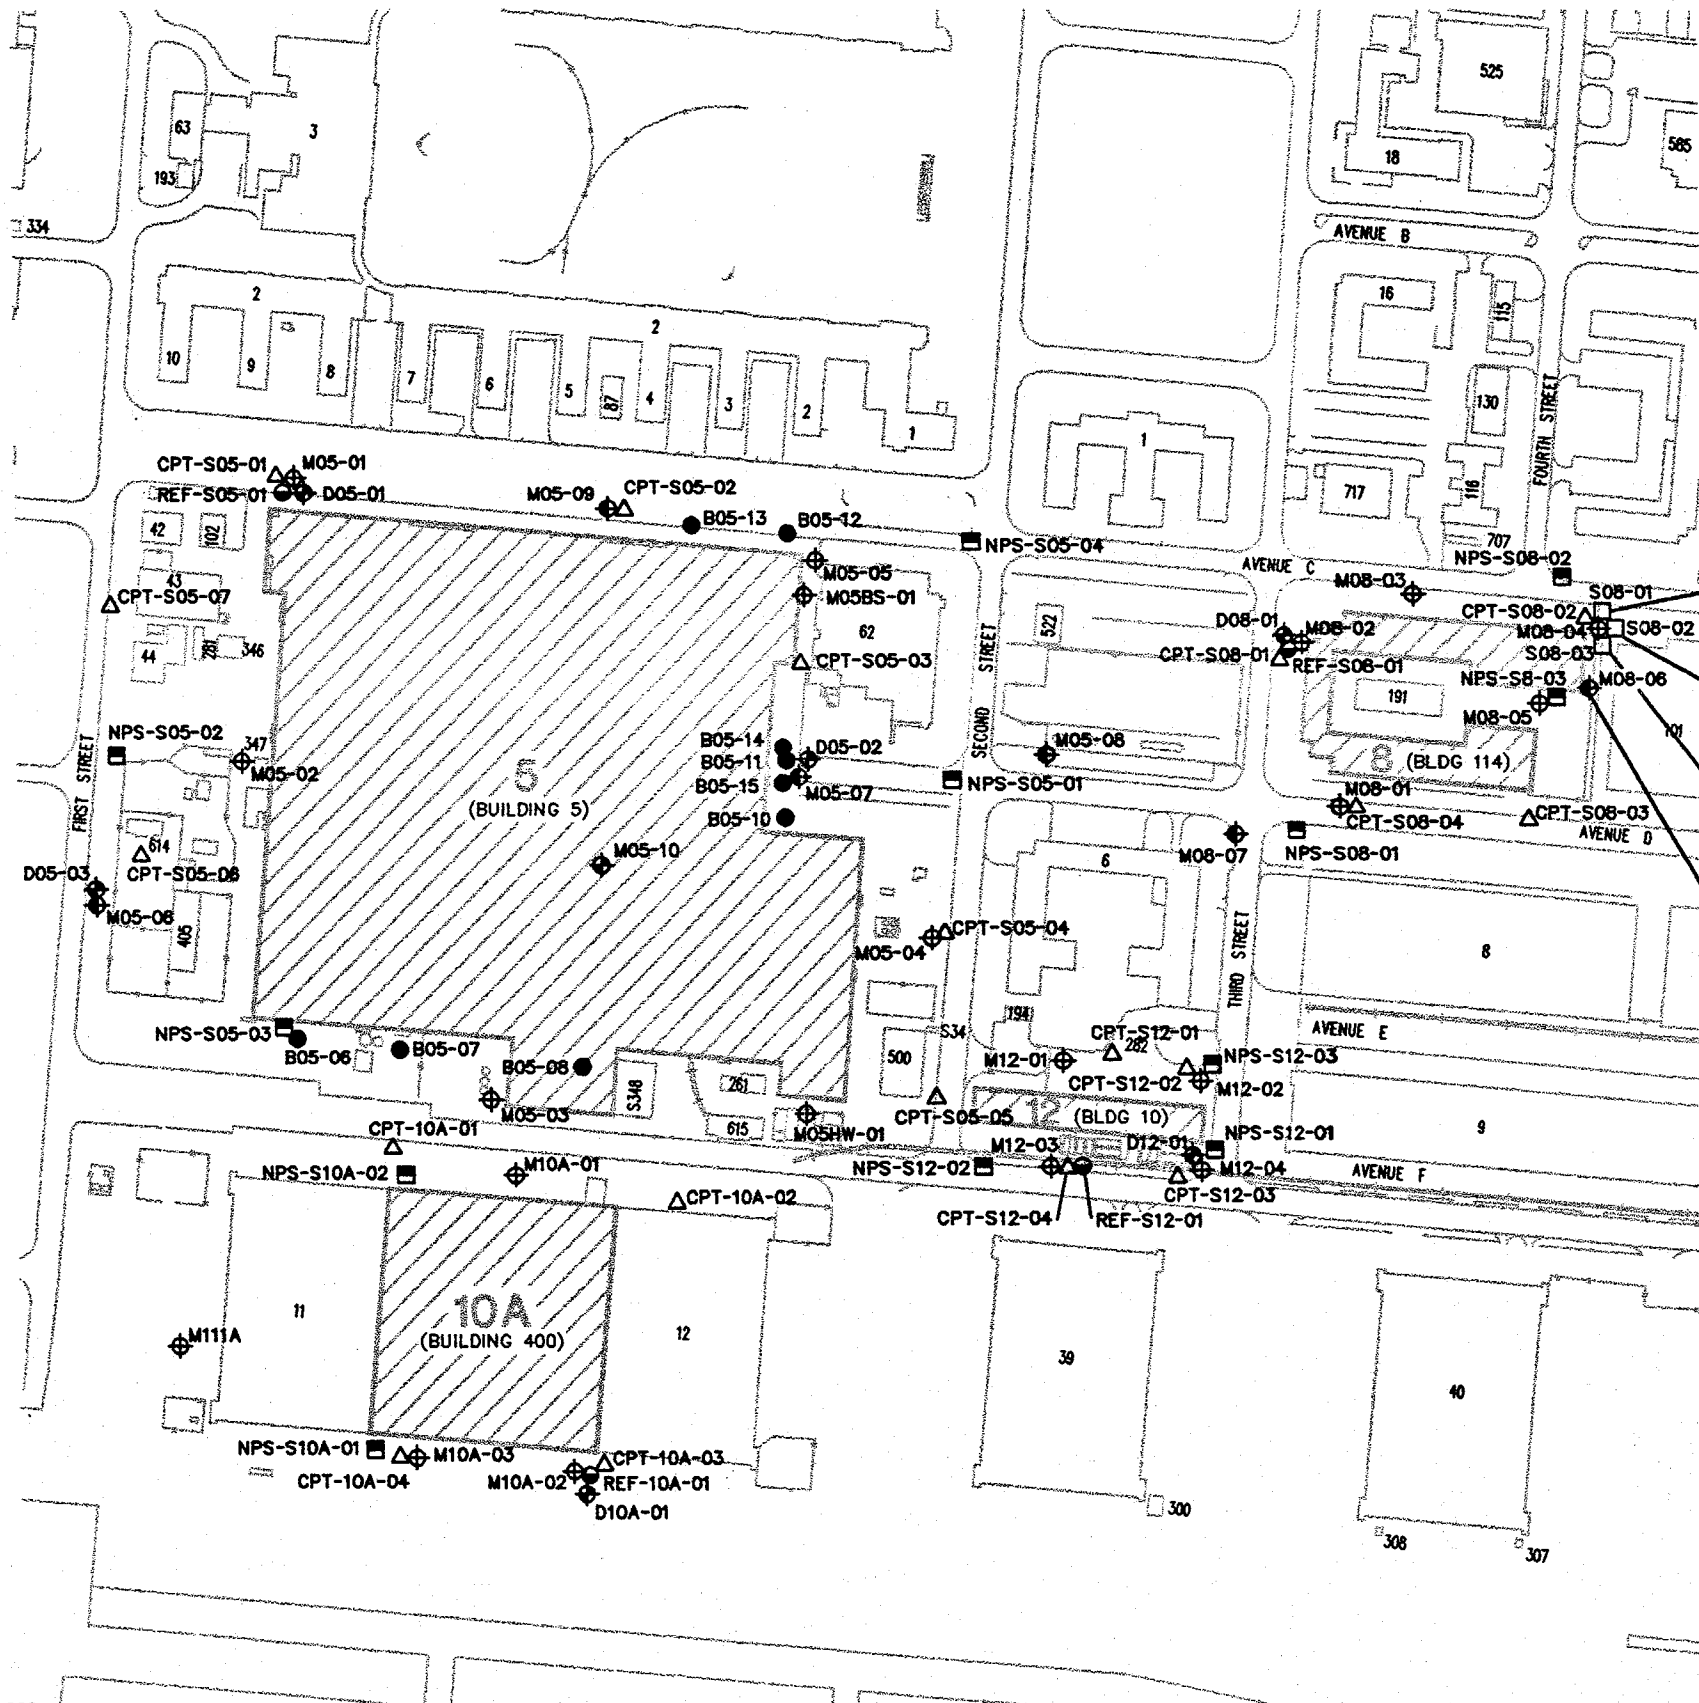 525
63
3
585
18
193
334
AVENUE B
2
16
115
2
10
9
8
7
6
5
87
4
3
2
1
130
FOURTH STREET
1
CPT-S05-01
M05-01
REF-S05-01
D05-01
M05-09
CPT-S05-02
717
116
B05-13
B05-12
42
102
NPS-S05-04
707
NPS-S08-02
M05-05
AVENUE C
43
M08-03
S08-01
CPT-S05-07
M05BS-01
CPT-S08-02
522
D08-01
M08-02
M08-04
S08-02
62
44
281
346
SECOND STREET
CPT-S08-01
REF-S08-01
S08-03
CPT-S05-03
NPS-S8-03
M08-06
191
M08-05
NPS-S05-02
347
B05-14
D05-02
M05-08
101
M05-02
B05-11
5
8
(BLDG 114)
FIRST STREET
B05-15
M05-07
NPS-S05-01
(BUILDING 5)
M08-01
B05-10
CPT-S08-04
CPT-S08-03
AVENUE D
614
M05-10
M08-07
NPS-S08-01
6
D05-03
CPT-S05-06
M05-06
405
CPT-S05-04
M05-04
8
THIRD STREET
194
NPS-S05-03
S34
CPT-S12-01
AVENUE E
B05-06
B05-07
282
500
M12-01
NPS-S12-03
B05-08
CPT-S12-02
M12-02
S348
261
M05-03
CPT-S05-05
12
(BLDG 10)
615
M05HW-01
9
CPT-10A-01
M12-03
D12-01
NPS-S12-01
NPS-S10A-02
M10A-01
NPS-S12-02
M12-04
AVENUE F
CPT-10A-02
CPT-S12-03
CPT-S12-04
REF-S12-01
11
10A
(BUILDING 400)
12
M111A
39
40
NPS-S10A-01
M10A-03
CPT-10A-03
CPT-10A-04
M10A-02
REF-10A-01
D10A-01
300
308
307